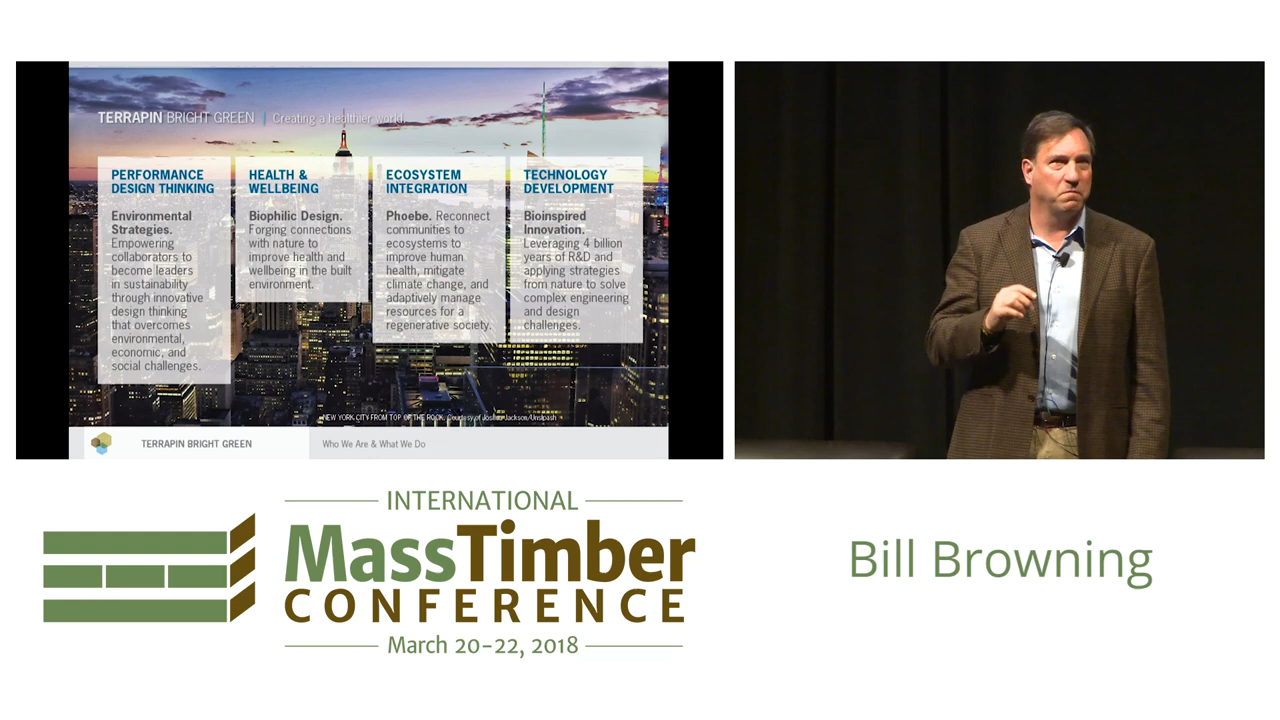 TERRAPIN BRIGHT GREEN | Creating a healthier world.
PERFORMANCE
DESIGN THINKING
Environmental
Strategies.
Empowering
collaborators to
become leaders
in sustainability
through innovative
design thinking
that overcomes
environmental,
economic, and
social challenges.
HEALTH &
WELLBEING
Biophilic Design.
Forging connections
with nature to
improve health and
wellbeing in the built
environment.
ECOSYSTEM
INTEGRATION
Phoebe. Reconnect
communities to
ecosystems to
improve human
health, mitigate
climate change, and
adaptively manage
resources for a
regenerative society.
TECHNOLOGY
DEVELOPMENT
Bioinspired
Innovation.
Leveraging 4 billion
years of R&D and
applying strategies
from nature to solve
complex engineering
and design
challenges.
NEW YORK CITY FROM TOP OF THE ROCK. Courtesy of Joshua Jackson/Unsplash
TERRAPIN BRIGHT GREEN
Who We Are & What We Do
INTERNATIONAL
MassTimber
CONFERENCE
March 20–22, 2018
Bill Browning